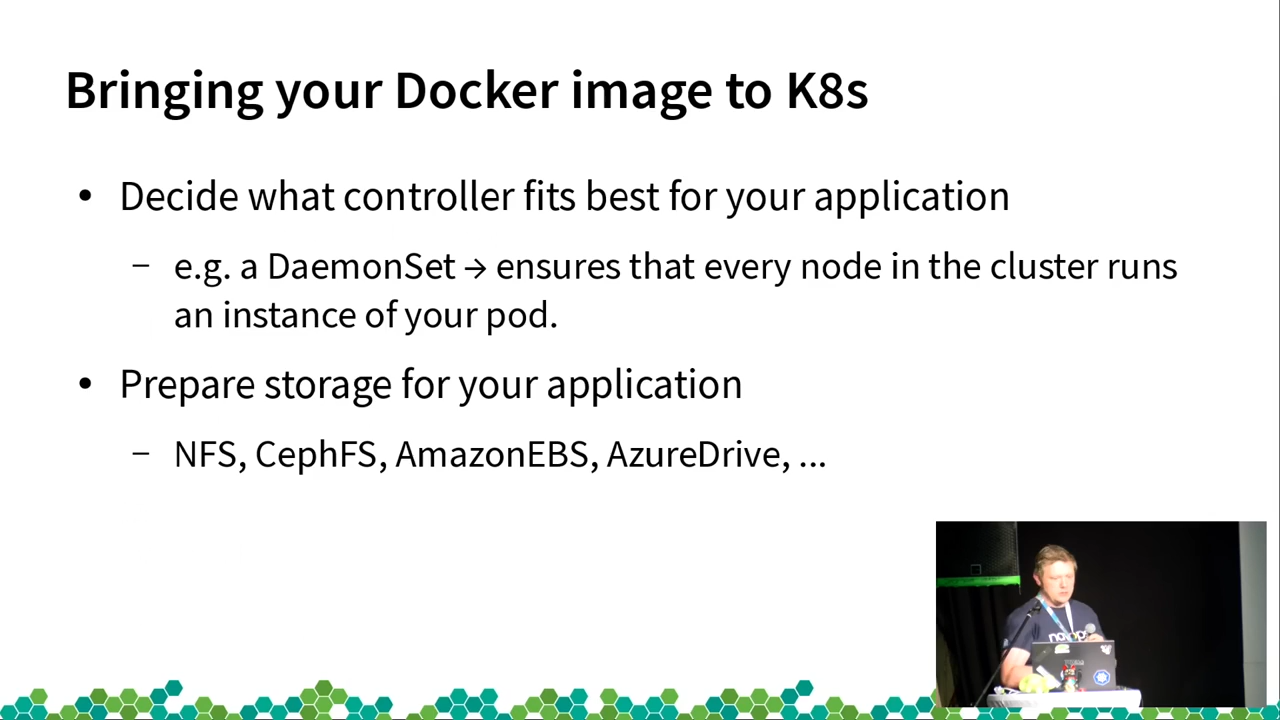 Bringing your Docker image to K8s
• Decide what controller fits best for your application
– e.g. a DaemonSet → ensures that every node in the cluster runs
an instance of your pod.
• Prepare storage for your application
– NFS, CephFS, AmazonEBS, AzureDrive, ...